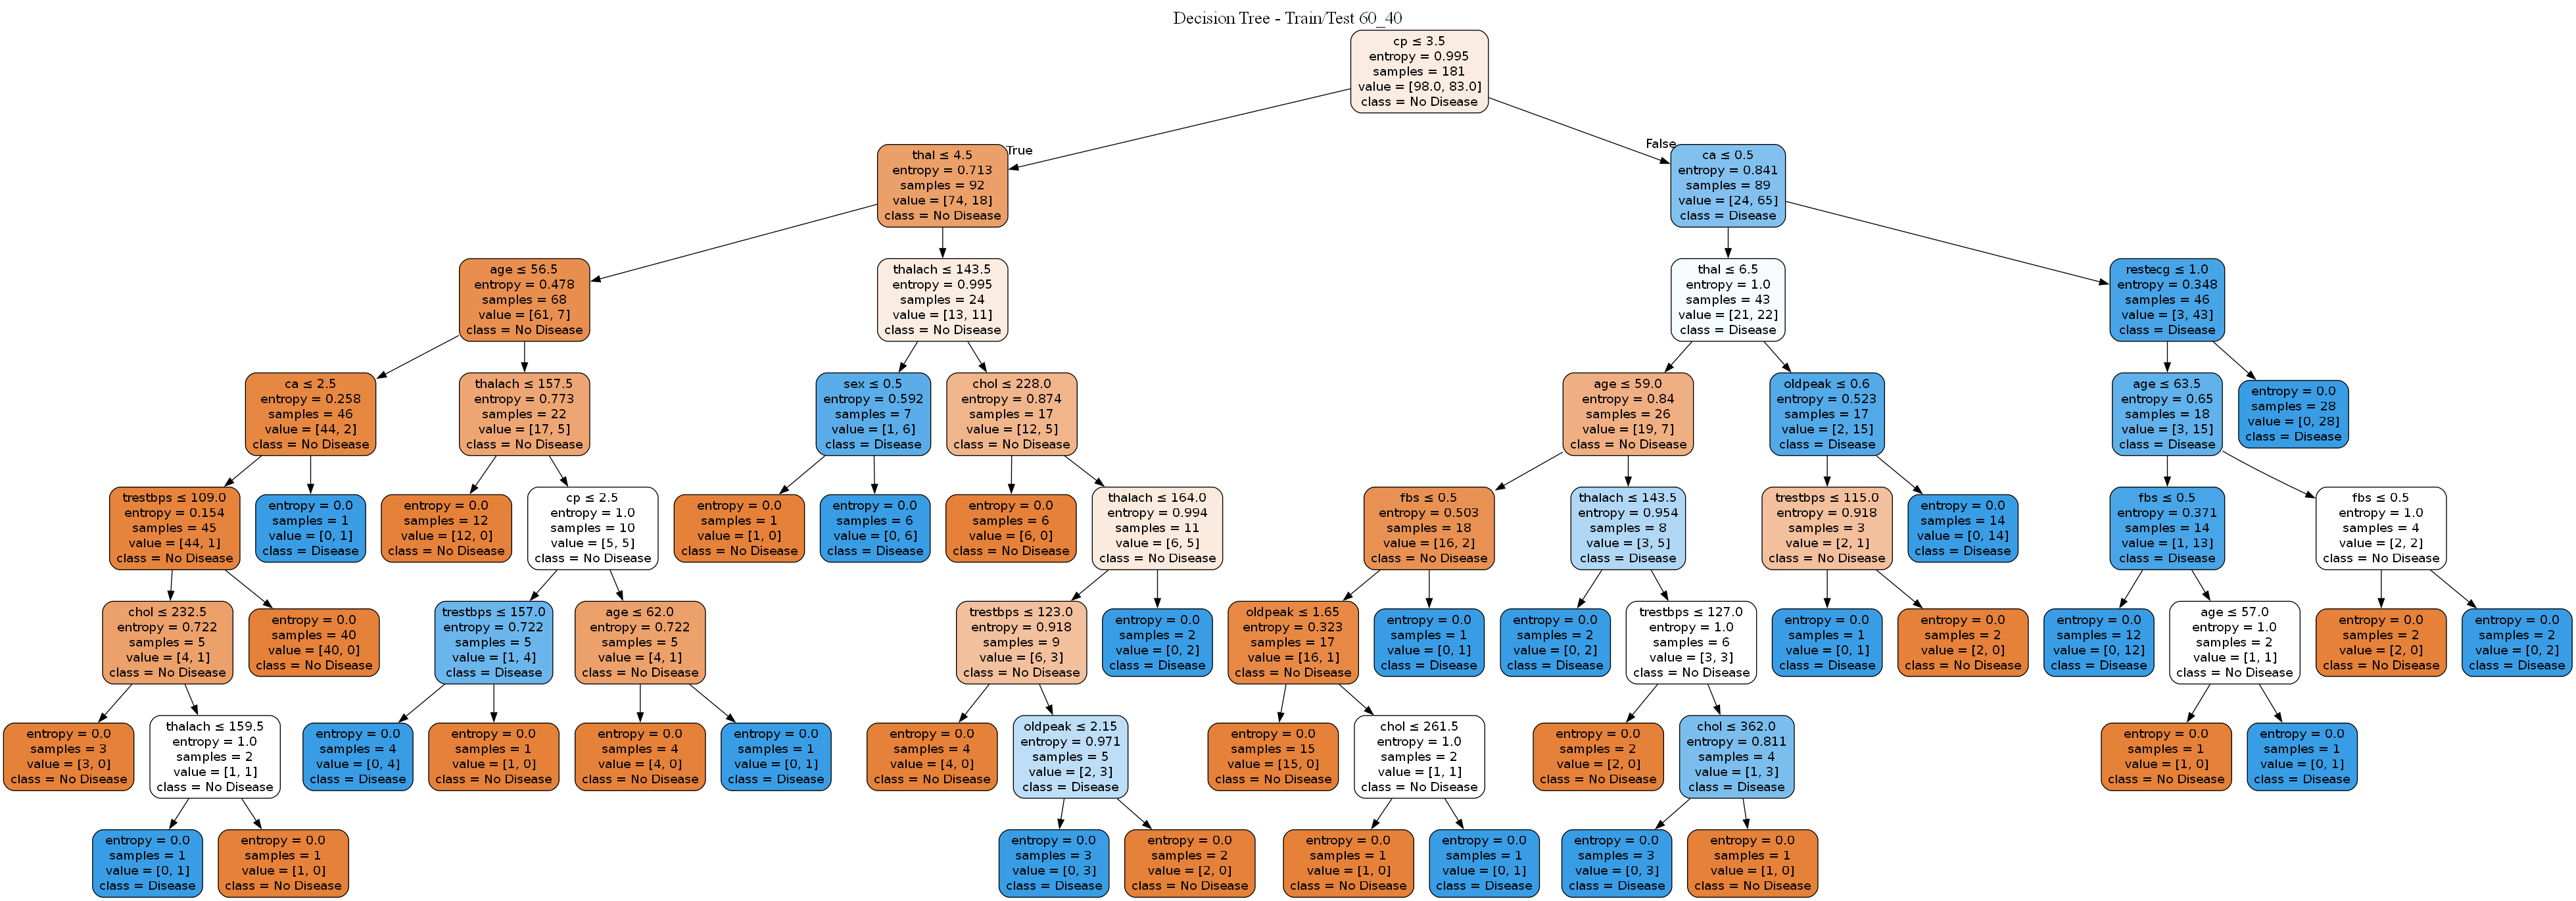 Decision Tree - Train/Test 60_40
cp ≤ 3.5
entropy = 0.995
samples = 181
value = [98.0, 83.0]
class = No Disease
True
False
thal ≤ 4.5
entropy = 0.713
samples = 92
value = [74, 18]
class = No Disease
ca ≤ 0.5
entropy = 0.841
samples = 89
value = [24, 65]
class = Disease
age ≤ 56.5
entropy = 0.478
samples = 68
value = [61, 7]
class = No Disease
thalach ≤ 143.5
entropy = 0.995
samples = 24
value = [13, 11]
class = No Disease
thal ≤ 6.5
entropy = 1.0
samples = 43
value = [21, 22]
class = Disease
restecg ≤ 1.0
entropy = 0.348
samples = 46
value = [3, 43]
class = Disease
ca ≤ 2.5
entropy = 0.258
samples = 46
value = [44, 2]
class = No Disease
thalach ≤ 157.5
entropy = 0.773
samples = 22
value = [17, 5]
class = No Disease
sex ≤ 0.5
entropy = 0.592
samples = 7
value = [1, 6]
class = Disease
chol ≤ 228.0
entropy = 0.874
samples = 17
value = [12, 5]
class = No Disease
age ≤ 59.0
entropy = 0.84
samples = 26
value = [19, 7]
class = No Disease
oldpeak ≤ 0.6
entropy = 0.523
samples = 17
value = [2, 15]
class = Disease
age ≤ 63.5
entropy = 0.65
samples = 18
value = [3, 15]
class = Disease
entropy = 0.0
samples = 28
value = [0, 28]
class = Disease
trestbps ≤ 109.0
entropy = 0.154
samples = 45
value = [44, 1]
class = No Disease
entropy = 0.0
samples = 1
value = [0, 1]
class = Disease
entropy = 0.0
samples = 12
value = [12, 0]
class = No Disease
cp ≤ 2.5
entropy = 1.0
samples = 10
value = [5, 5]
class = No Disease
entropy = 0.0
samples = 1
value = [1, 0]
class = No Disease
entropy = 0.0
samples = 6
value = [0, 6]
class = Disease
entropy = 0.0
samples = 6
value = [6, 0]
class = No Disease
thalach ≤ 164.0
entropy = 0.994
samples = 11
value = [6, 5]
class = No Disease
fbs ≤ 0.5
entropy = 0.503
samples = 18
value = [16, 2]
class = No Disease
thalach ≤ 143.5
entropy = 0.954
samples = 8
value = [3, 5]
class = Disease
trestbps ≤ 115.0
entropy = 0.918
samples = 3
value = [2, 1]
class = No Disease
entropy = 0.0
samples = 14
value = [0, 14]
class = Disease
fbs ≤ 0.5
entropy = 0.371
samples = 14
value = [1, 13]
class = Disease
fbs ≤ 0.5
entropy = 1.0
samples = 4
value = [2, 2]
class = No Disease
chol ≤ 232.5
entropy = 0.722
samples = 5
value = [4, 1]
class = No Disease
entropy = 0.0
samples = 40
value = [40, 0]
class = No Disease
trestbps ≤ 157.0
entropy = 0.722
samples = 5
value = [1, 4]
class = Disease
age ≤ 62.0
entropy = 0.722
samples = 5
value = [4, 1]
class = No Disease
trestbps ≤ 123.0
entropy = 0.918
samples = 9
value = [6, 3]
class = No Disease
entropy = 0.0
samples = 2
value = [0, 2]
class = Disease
oldpeak ≤ 1.65
entropy = 0.323
samples = 17
value = [16, 1]
class = No Disease
entropy = 0.0
samples = 1
value = [0, 1]
class = Disease
entropy = 0.0
samples = 2
value = [0, 2]
class = Disease
trestbps ≤ 127.0
entropy = 1.0
samples = 6
value = [3, 3]
class = No Disease
entropy = 0.0
samples = 1
value = [0, 1]
class = Disease
entropy = 0.0
samples = 2
value = [2, 0]
class = No Disease
entropy = 0.0
samples = 12
value = [0, 12]
class = Disease
age ≤ 57.0
entropy = 1.0
samples = 2
value = [1, 1]
class = No Disease
entropy = 0.0
samples = 2
value = [2, 0]
class = No Disease
entropy = 0.0
samples = 2
value = [0, 2]
class = Disease
entropy = 0.0
samples = 3
value = [3, 0]
class = No Disease
thalach ≤ 159.5
entropy = 1.0
samples = 2
value = [1, 1]
class = No Disease
entropy = 0.0
samples = 4
value = [0, 4]
class = Disease
entropy = 0.0
samples = 1
value = [1, 0]
class = No Disease
entropy = 0.0
samples = 4
value = [4, 0]
class = No Disease
entropy = 0.0
samples = 1
value = [0, 1]
class = Disease
entropy = 0.0
samples = 4
value = [4, 0]
class = No Disease
oldpeak ≤ 2.15
entropy = 0.971
samples = 5
value = [2, 3]
class = Disease
entropy = 0.0
samples = 15
value = [15, 0]
class = No Disease
chol ≤ 261.5
entropy = 1.0
samples = 2
value = [1, 1]
class = No Disease
entropy = 0.0
samples = 2
value = [2, 0]
class = No Disease
chol ≤ 362.0
entropy = 0.811
samples = 4
value = [1, 3]
class = Disease
entropy = 0.0
samples = 1
value = [1, 0]
class = No Disease
entropy = 0.0
samples = 1
value = [0, 1]
class = Disease
entropy = 0.0
samples = 1
value = [0, 1]
class = Disease
entropy = 0.0
samples = 1
value = [1, 0]
class = No Disease
entropy = 0.0
samples = 3
value = [0, 3]
class = Disease
entropy = 0.0
samples = 2
value = [2, 0]
class = No Disease
entropy = 0.0
samples = 1
value = [1, 0]
class = No Disease
entropy = 0.0
samples = 1
value = [0, 1]
class = Disease
entropy = 0.0
samples = 3
value = [0, 3]
class = Disease
entropy = 0.0
samples = 1
value = [1, 0]
class = No Disease